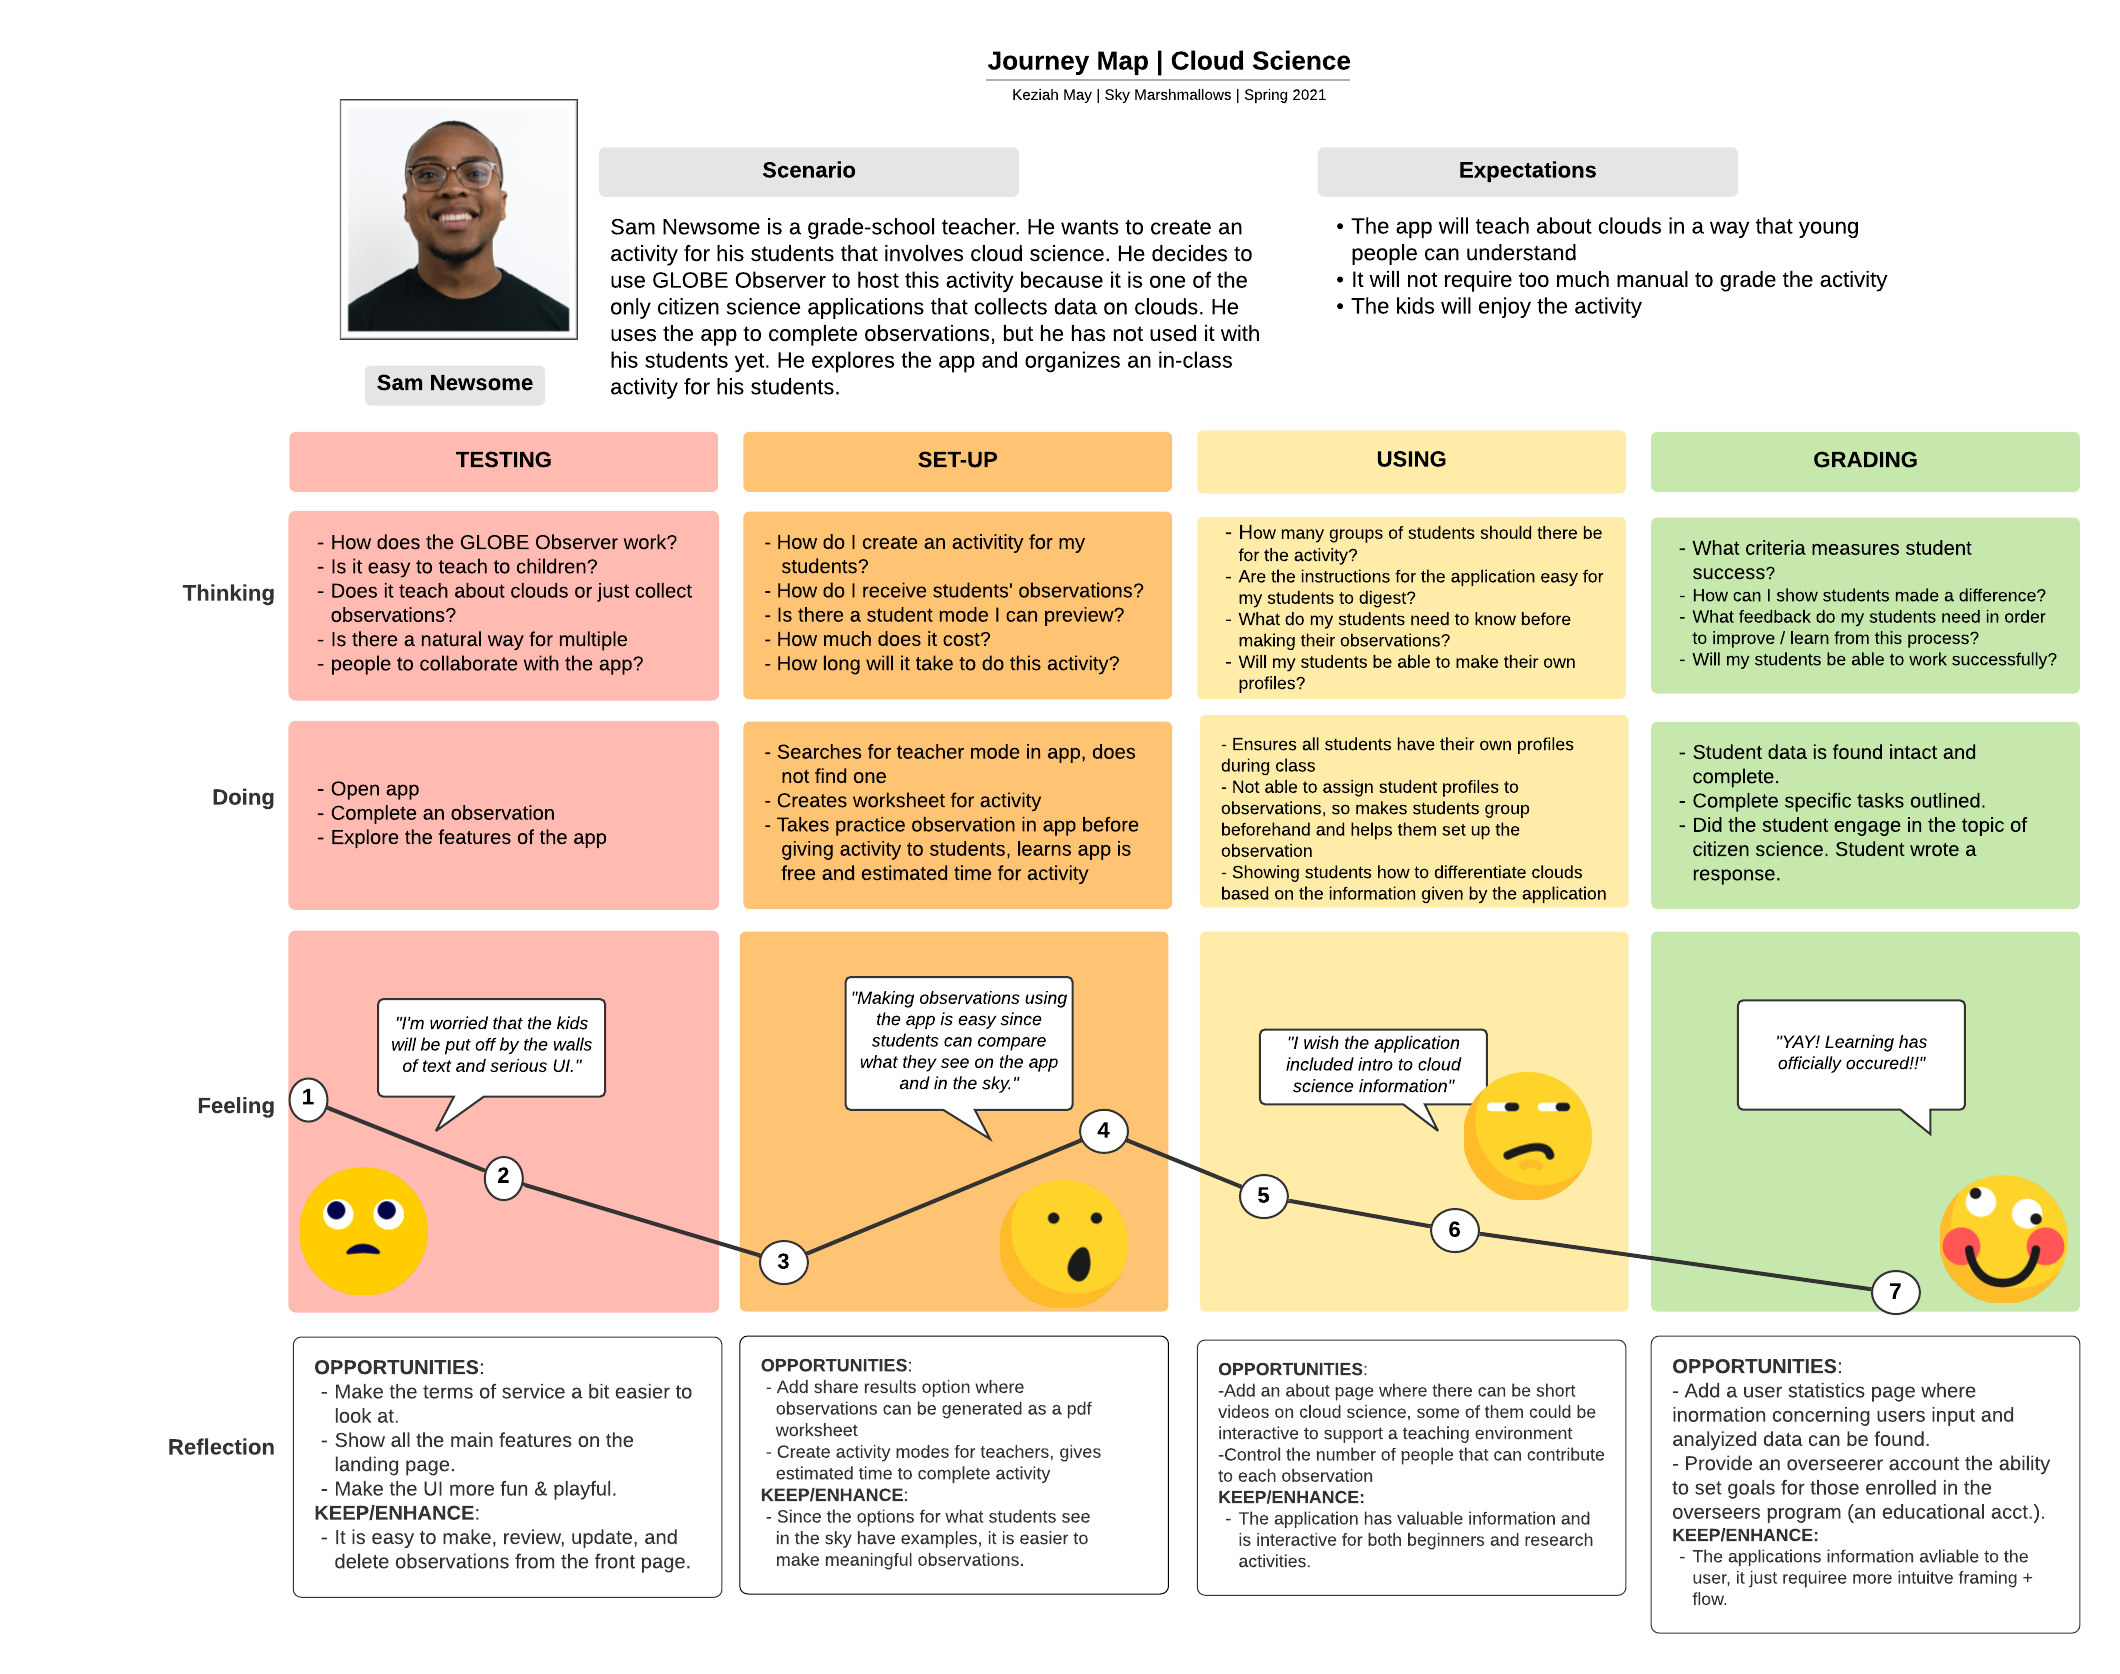 Journey Map | Cloud Science
Keziah May | Sky Marshmallows | Spring 2021
Sam Newsome
Scenario
Sam Newsome is a grade-school teacher. He wants to create an
activity for his students that involves cloud science. He decides to
use GLOBE Observer to host this activity because it is one of the
only citizen science applications that collects data on clouds. He
uses the app to complete observations, but he has not used it with
his students yet. He explores the app and organizes an in-class
activity for his students.
Expectations
• The app will teach about clouds in a way that young
people can understand
• It will not require too much manual to grade the activity
• The kids will enjoy the activity
TESTING
SET-UP
USING
GRADING
Thinking
- How does the GLOBE Observer work?
- Is it easy to teach to children?
- Does it teach about clouds or just collect
observations?
- Is there a natural way for multiple
- people to collaborate with the app?
- How do I create an activitity for my
students?
- How do I receive students' observations?
- Is there a student mode I can preview?
- How much does it cost?
- How long will it take to do this activity?
- How many groups of students should there be
for the activity?
- Are the instructions for the application easy for
my students to digest?
- What do my students need to know before
making their observations?
- Will my students be able to make their own
profiles?
- What criteria measures student
success?
- How can I show students made a difference?
- What feedback do my students need in order
to improve / learn from this process?
- Will my students be able to work successfully?
Doing
- Open app
- Complete an observation
- Explore the features of the app
- Searches for teacher mode in app, does
not find one
- Creates worksheet for activity
- Takes practice observation in app before
giving activity to students, learns app is
free and estimated time for activity
- Ensures all students have their own profiles
during class
- Not able to assign student profiles to
observations, so makes students group
beforehand and helps them set up the
observation
- Showing students how to differentiate clouds
based on the information given by the application
- Student data is found intact and
complete.
- Complete specific tasks outlined.
- Did the student engage in the topic of
citizen science. Student wrote a
response.
Feeling
"I'm worried that the kids
will be put off by the walls
of text and serious UI."
1
2
"Making observations using
the app is easy since
students can compare
what they see on the app
and in the sky."
3
4
"I wish the application
included intro to cloud
science information"
5
6
"YAY! Learning has
officially occured!!"
7
Reflection
OPPORTUNITIES:
- Make the terms of service a bit easier to
look at.
- Show all the main features on the
landing page.
- Make the UI more fun & playful.
KEEP/ENHANCE:
- It is easy to make, review, update, and
delete observations from the front page.
OPPORTUNITIES:
- Add share results option where
observations can be generated as a pdf
worksheet
- Create activity modes for teachers, gives
estimated time to complete activity
KEEP/ENHANCE:
- Since the options for what students see
in the sky have examples, it is easier to
make meaningful observations.
OPPORTUNITIES:
-Add an about page where there can be short
videos on cloud science, some of them could be
interactive to support a teaching environment
-Control the number of people that can contribute
to each observation
KEEP/ENHANCE:
- The application has valuable information and
is interactive for both beginners and research
activities.
OPPORTUNITIES:
- Add a user statistics page where
inormation concerning users input and
analyized data can be found.
- Provide an overseerer account the ability
to set goals for those enrolled in the
overseers program (an educational acct.).
KEEP/ENHANCE:
- The applications information avliable to the
user, it just requiree more intuitve framing +
flow.